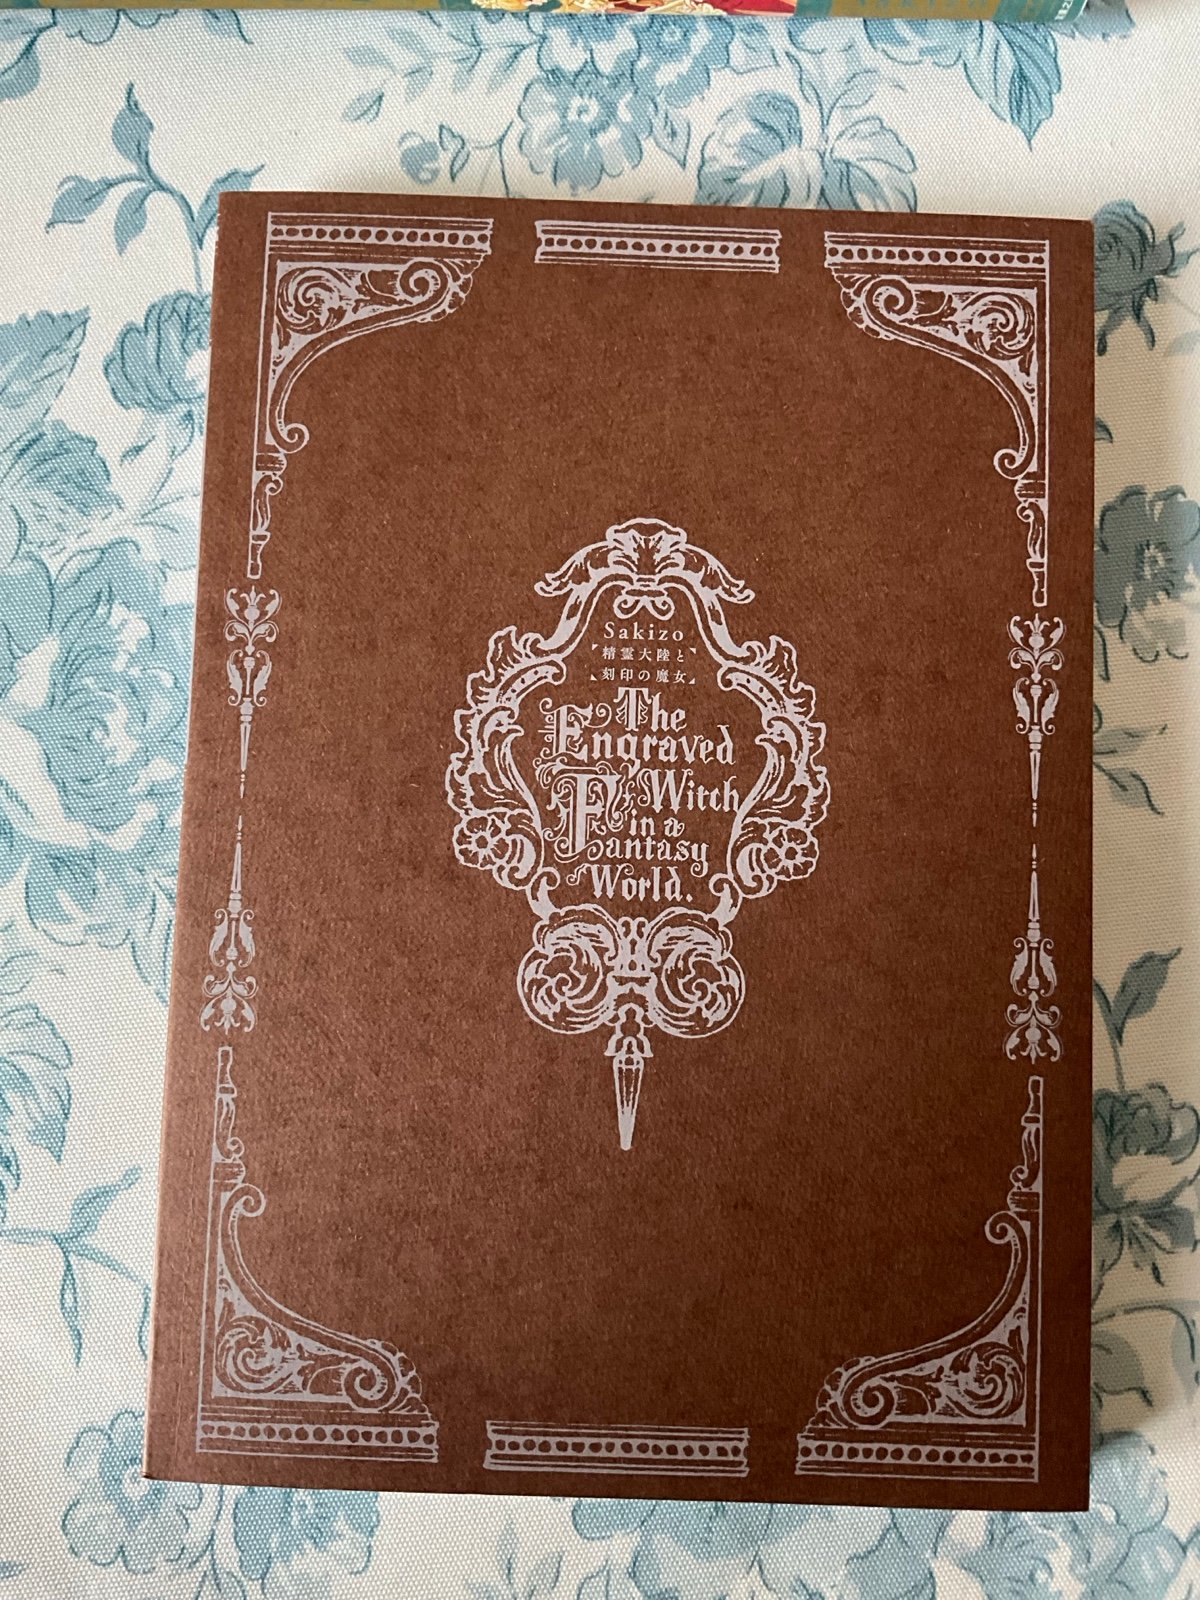 Sakizo
精霊大陸と
刻印の魔女
The
Engraved
Witch
in a
Fantasy
World.